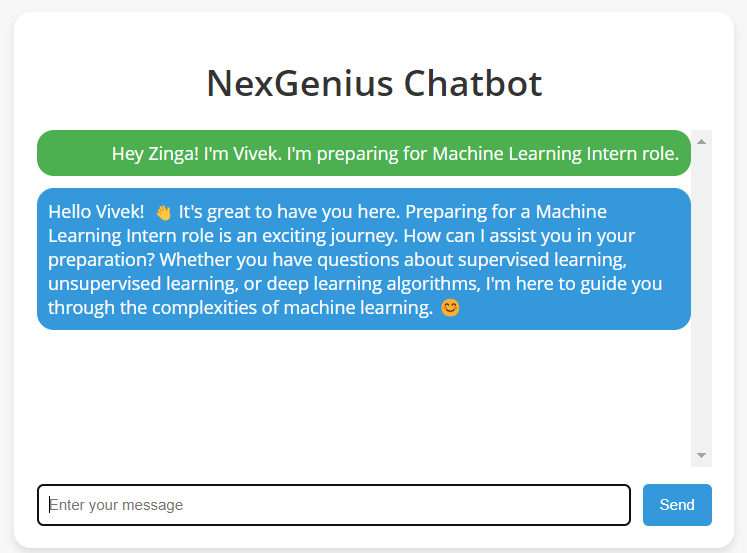 NexGenius Chatbot
Hey Zinga! I'm Vivek. I'm preparing for Machine Learning Intern role.
Hello Vivek! 👋 It's great to have you here. Preparing for a Machine
Learning Intern role is an exciting journey. How can I assist you in your
preparation? Whether you have questions about supervised learning,
unsupervised learning, or deep learning algorithms, I'm here to guide you
through the complexities of machine learning. 😊
Enter your message
Send